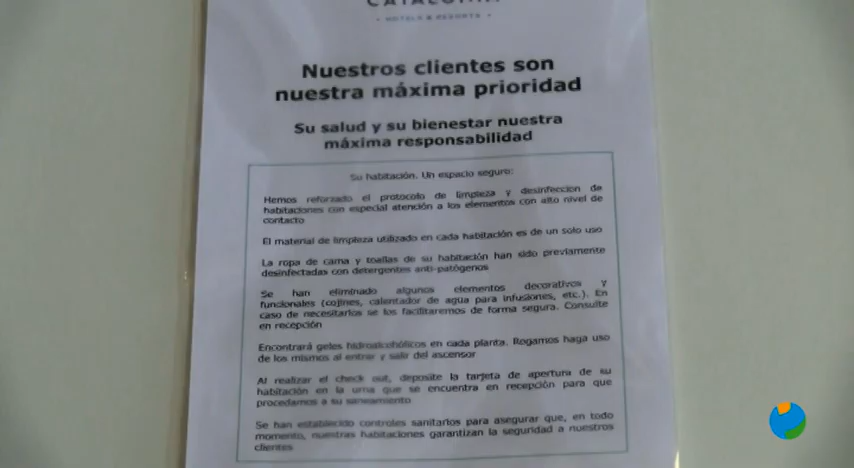 HOTELS & RESORTS
Nuestros clientes son
nuestra máxima prioridad
Su salud y su bienestar nuestra
máxima responsabilidad
Su habitación. Un espacio seguro:
Hemos reforzado el protocolo de limpieza y desinfeccion de
habitaciones con especial atención a los elementos con alto nivel de
contacto
El material de limpieza utilizado en cada habitación es de un solo uso
La ropa de cama y toallas de su habitación han sido previamente
desinfectadas con detergentes anti-patógenos
Se han eliminado algunos elementos decorativos y
funcionales (cojines, calentador de agua para infusiones, etc.). En
caso de necesitarlos se los facilitaremos de forma segura. Consulte
en recepción
Encontrará geles hidroalcohólicos en cada planta. Rogamos haga uso
de los mismos al entrar y salir del ascensor
Al realizar el check out, deposite la tarjeta de apertura de su
habitación en la urna que se encuentra en recepción para que
procedamos a su saneamiento
Se han establecido controles sanitarios para asegurar que, en todo
momento, nuestras habitaciones garantizan la seguridad a nuestros
clientes